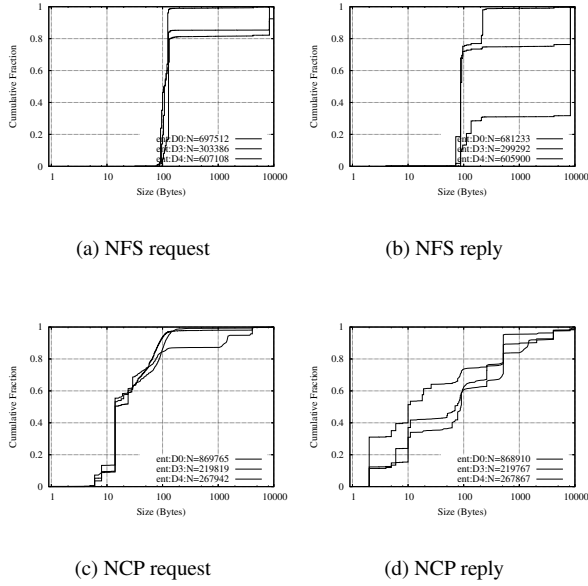 Cumulative Fraction
1
0.8
0.6
0.4
0.2
0
ent:D0:N=697512
ent:D3:N=303386
ent:D4:N=607108
1 10 100 1000 10000
Size (Bytes)
(a) NFS request
Cumulative Fraction
1
0.8
0.6
0.4
0.2
0
ent:D0:N=681233
ent:D3:N=299292
ent:D4:N=605900
1 10 100 1000 10000
Size (Bytes)
(b) NFS reply
Cumulative Fraction
1
0.8
0.6
0.4
0.2
0
ent:D0:N=869765
ent:D3:N=219819
ent:D4:N=267942
1 10 100 1000 10000
Size (Bytes)
(c) NCP request
Cumulative Fraction
1
0.8
0.6
0.4
0.2
0
ent:D0:N=868910
ent:D3:N=219767
ent:D4:N=267867
1 10 100 1000 10000
Size (Bytes)
(d) NCP reply